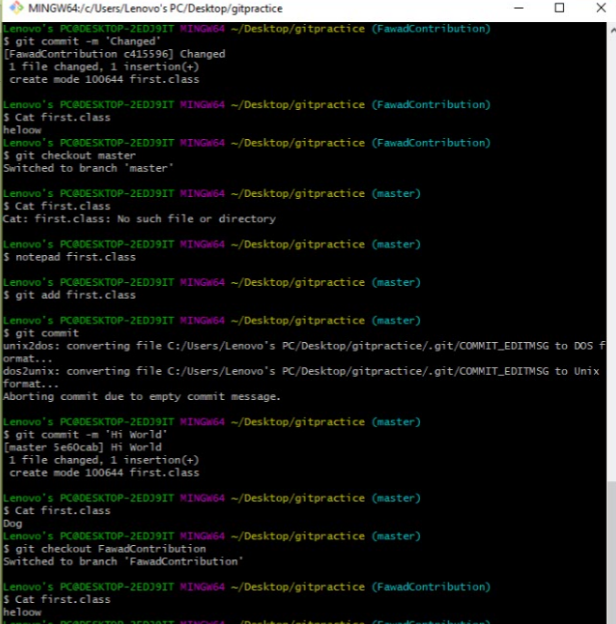 MINGW64:/c/Users/Lenovo's PC/Desktop/gitpractice
Lenovo's PC@DESKTOP-2EDJ9IT MINGW64 ~/Desktop/gitpractice (FawadContribution)
$ git commit -m 'Changed'
[FawadContribution c415596] Changed
1 file changed, 1 insertion(+)
create mode 100644 first.class
Lenovo's PC@DESKTOP-2EDJ9IT MINGW64 ~/Desktop/gitpractice (FawadContribution)
$ Cat first.class
heloow
Lenovo's PC@DESKTOP-2EDJ9IT MINGW64 ~/Desktop/gitpractice (FawadContribution)
$ git checkout master
Switched to branch 'master'
Lenovo's PC@DESKTOP-2EDJ9IT MINGW64 ~/Desktop/gitpractice (master)
$ Cat first.class
Cat: first.class: No such file or directory
Lenovo's PC@DESKTOP-2EDJ9IT MINGW64 ~/Desktop/gitpractice (master)
$ notepad first.class
Lenovo's PC@DESKTOP-2EDJ9IT MINGW64 ~/Desktop/gitpractice (master)
$ git add first.class
Lenovo's PC@DESKTOP-2EDJ9IT MINGW64 ~/Desktop/gitpractice (master)
$ git commit
unix2dos: converting file C:/Users/Lenovo's PC/Desktop/gitpractice/.git/COMMIT_EDITMSG to DOS f
ormat...
dos2unix: converting file C:/Users/Lenovo's PC/Desktop/gitpractice/.git/COMMIT_EDITMSG to Unix
format...
Aborting commit due to empty commit message.
Lenovo's PC@DESKTOP-2EDJ9IT MINGW64 ~/Desktop/gitpractice (master)
$ git commit -m 'Hi World'
[master 5e60cab] Hi World
1 file changed, 1 insertion(+)
create mode 100644 first.class
Lenovo's PC@DESKTOP-2EDJ9IT MINGW64 ~/Desktop/gitpractice (master)
$ Cat first.class
Dog
Lenovo's PC@DESKTOP-2EDJ9IT MINGW64 ~/Desktop/gitpractice (master)
$ git checkout FawadContribution
Switched to branch 'FawadContribution'
Lenovo's PC@DESKTOP-2EDJ9IT MINGW64 ~/Desktop/gitpractice (FawadContribution)
$ Cat first.class
heloow